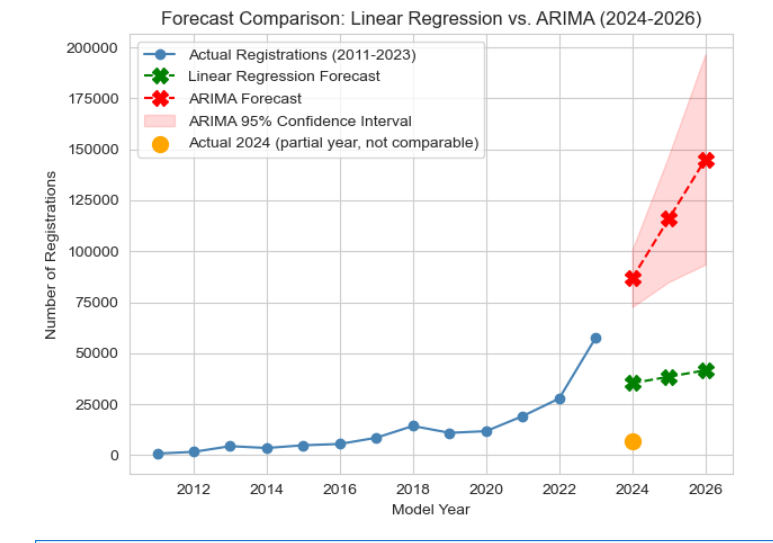 Forecast Comparison: Linear Regression vs. ARIMA (2024-2026)
200000
175000
150000
125000
100000
75000
50000
25000
0
Number of Registrations
Actual Registrations (2011-2023)
Linear Regression Forecast
ARIMA Forecast
ARIMA 95% Confidence Interval
Actual 2024 (partial year, not comparable)
2012 2014 2016 2018 2020 2022 2024 2026
Model Year